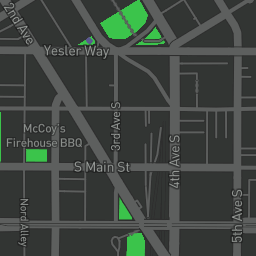 2nd Ave
Yesler Way
3rd Ave S
McCoy's
Firehouse BBQ
S Main St
4th Ave S
Nord Alley
5th Ave S